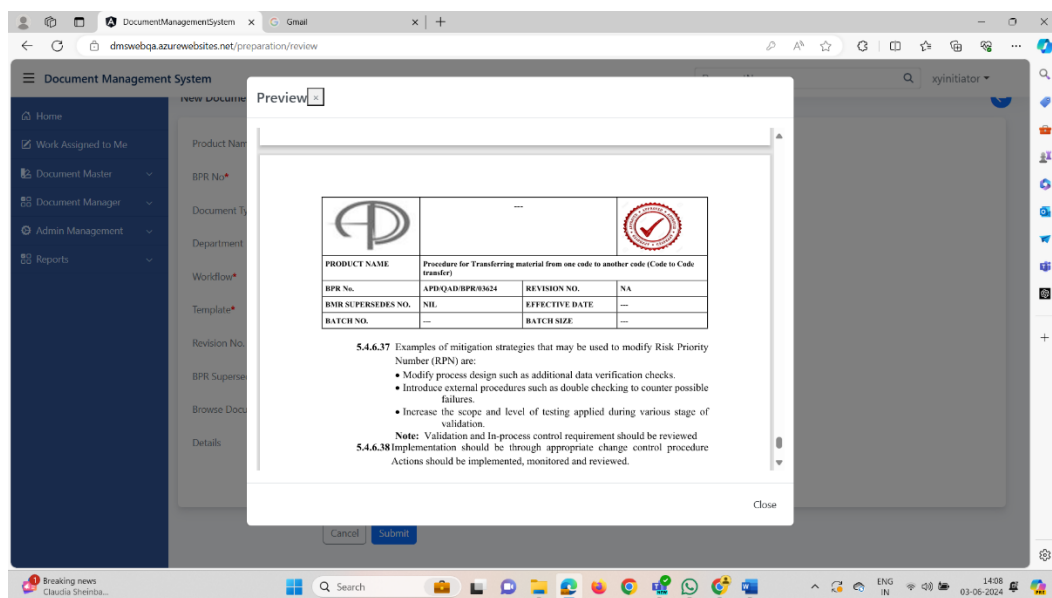 DocumentManagementSystem
Gmail
dmswebqa.azurewebsites.net/preparation/review
Document Management System
xyinitiator
Home
Work Assigned to Me
Document Master
Document Manager
Admin Management
Reports
New Docume
Product Nam
BPR No*
Document Ty
Department
Workflow*
Template*
Revision No.
BPR Superse
Browse Docu
Details
Preview ×
---
APPROVED
PRODUCT NAME Procedure for Transferring material from one code to another code (Code to Code
transfer)
BPR No. APD/QAD/BPR/03624 REVISION NO. NA
BMR SUPERSEDES NO. NIL EFFECTIVE DATE ---
BATCH NO. --- BATCH SIZE ---
5.4.6.37 Examples of mitigation strategies that may be used to modify Risk Priority
Number (RPN) are:
• Modify process design such as additional data verification checks.
• Introduce external procedures such as double checking to counter possible
failures.
• Increase the scope and level of testing applied during various stage of
validation.
Note: Validation and In-process control requirement should be reviewed
5.4.6.38 Implementation should be through appropriate change control procedure
Actions should be implemented, monitored and reviewed.
Close
Cancel Submit
1
Breaking news
Claudia Sheinba...
Search
ENG
IN
14:08
03-06-2024